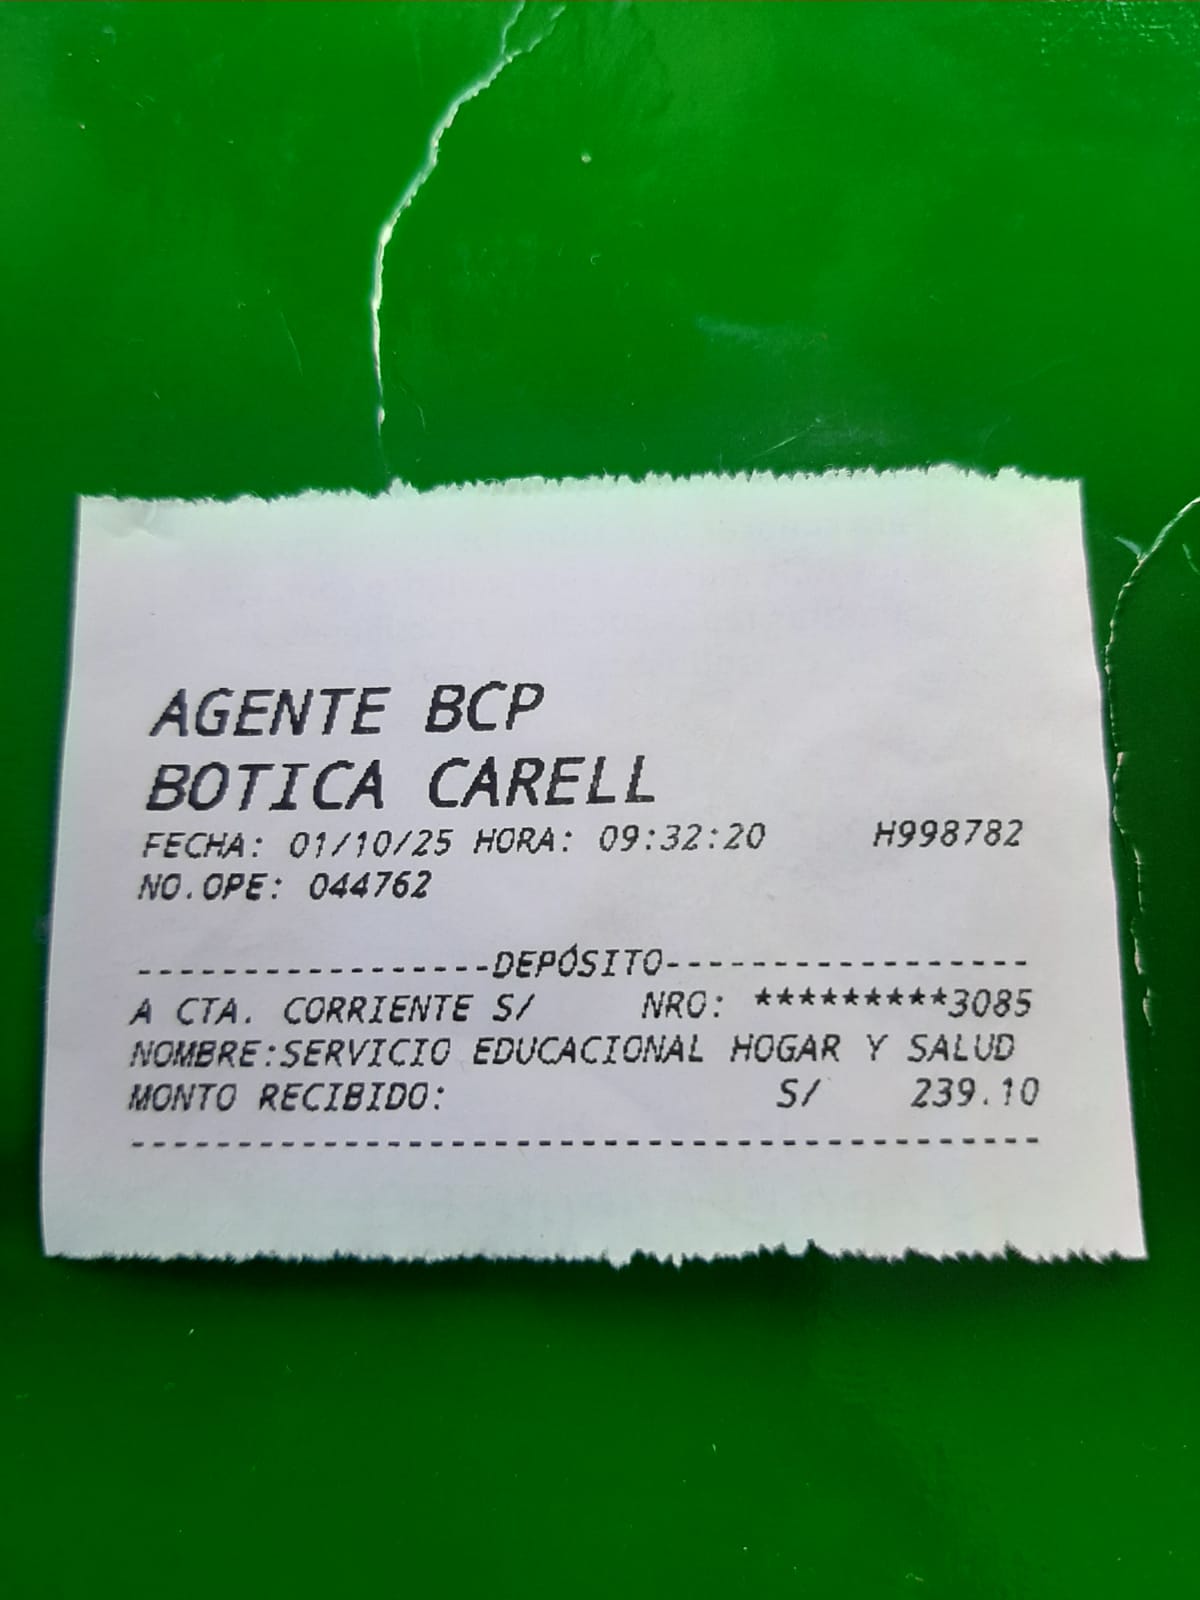 AGENTE BCP
BOTICA CARELL
FECHA: 01/10/25 HORA: 09:32:20 H998782
NO.OPE: 044762
------------------DEPÓSITO------------------
A CTA. CORRIENTE S/ NRO: *********3085
NOMBRE:SERVICIO EDUCACIONAL HOGAR Y SALUD
MONTO RECIBIDO: S/ 239.10
--------------------------------------------